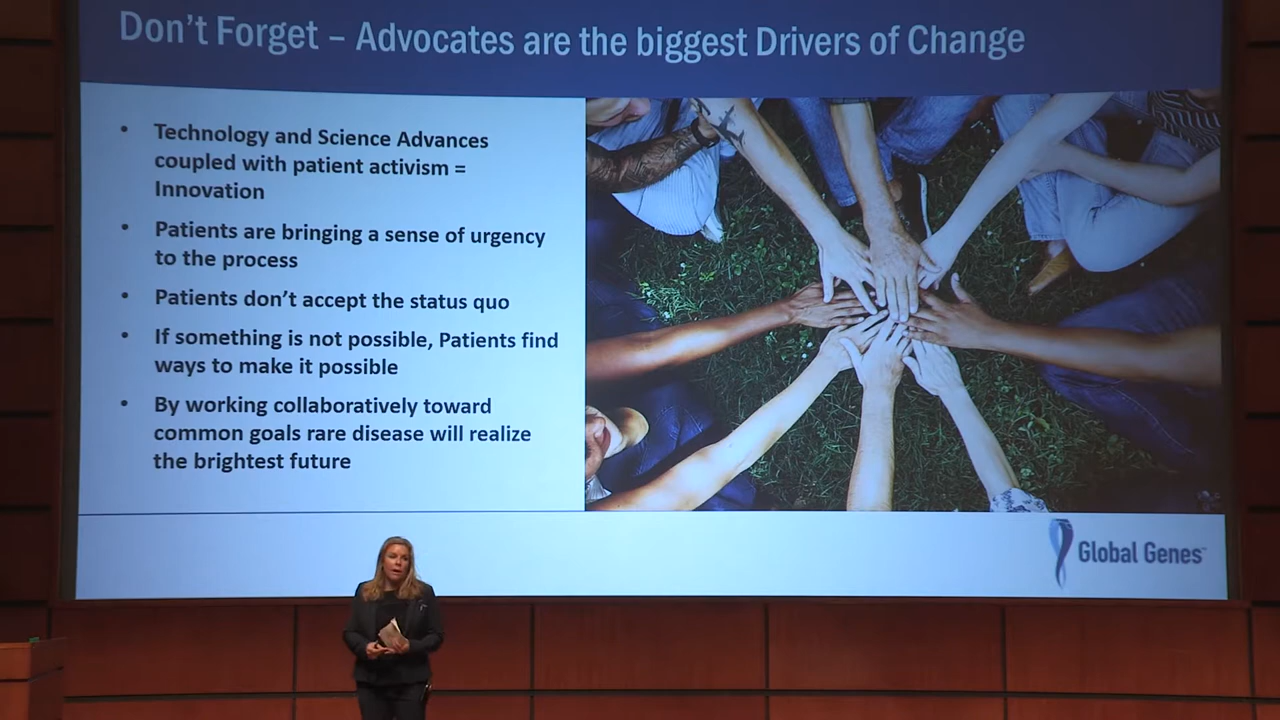 Don't Forget – Advocates are the biggest Drivers of Change
• Technology and Science Advances
coupled with patient activism =
Innovation
• Patients are bringing a sense of urgency
to the process
• Patients don't accept the status quo
• If something is not possible, Patients find
ways to make it possible
• By working collaboratively toward
common goals rare disease will realize
the brightest future
Global Genes™